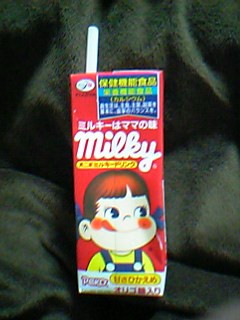 保健機能食品
栄養機能食品
(カルシウム)
ミルキーはママの味
milky
ミルキードリンク
PEKO
甘さひかえめ
オリゴ糖入り